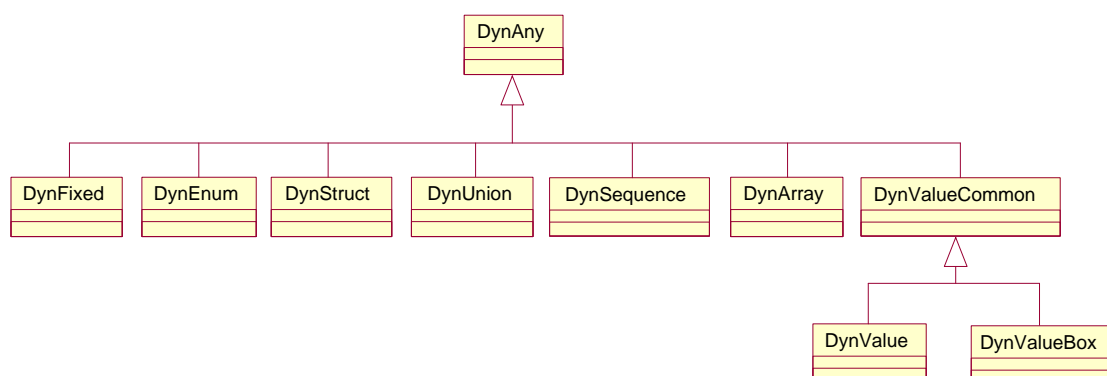 DynAny
DynFixed
DynEnum
DynStruct
DynUnion
DynSequence
DynArray
DynValueCommon
DynValue
DynValueBox